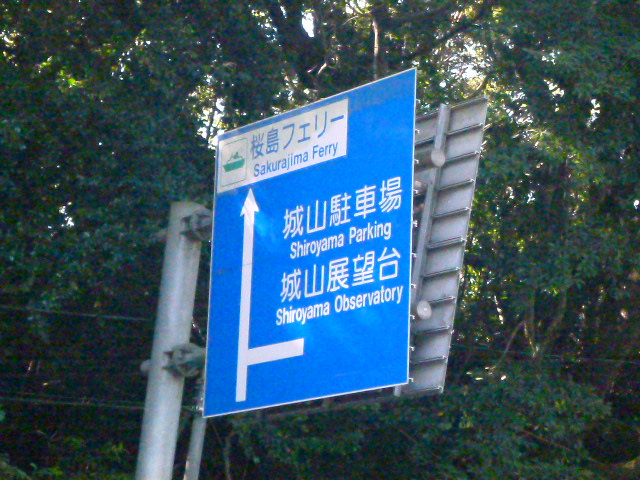 桜島フェリー
Sakurajima Ferry
城山駐車場
Shiroyama Parking
城山展望台
Shiroyama Observatory